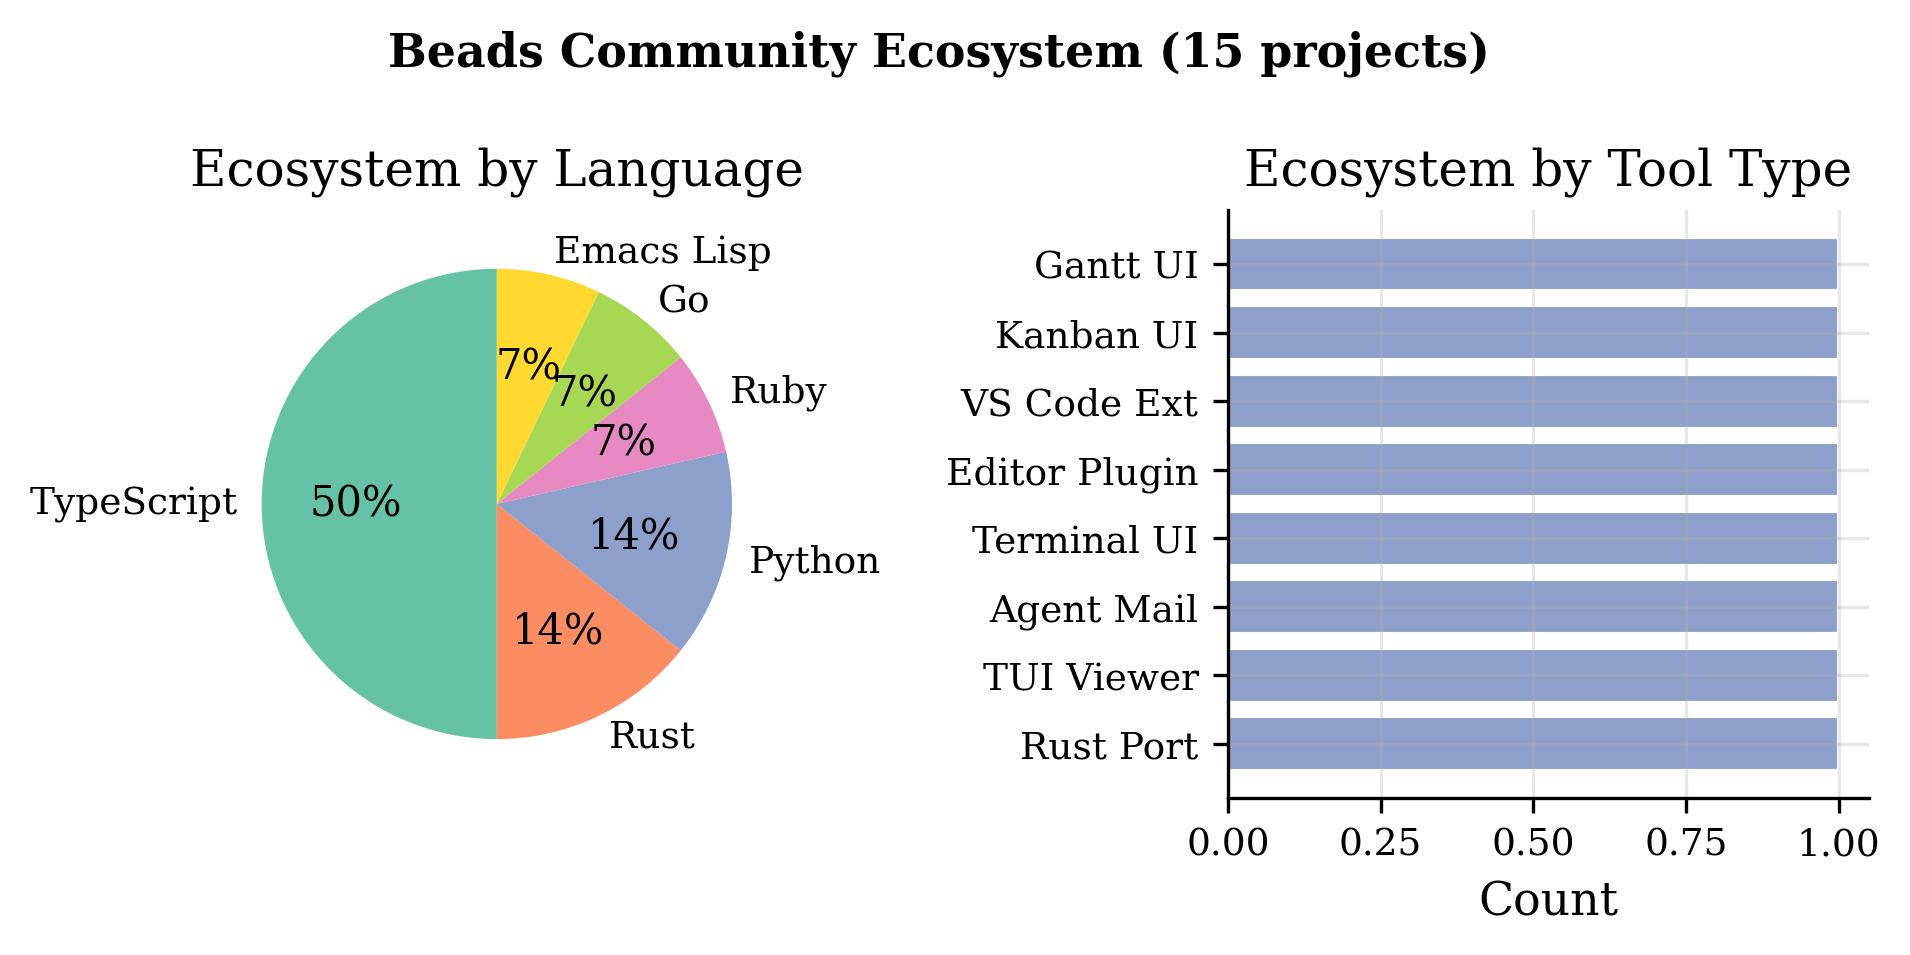 Beads Community Ecosystem (15 projects)
Ecosystem by Language
Emacs Lisp
Go
Ruby
Python
Rust
TypeScript
7%
7%
7%
14%
14%
50%
Ecosystem by Tool Type
Gantt UI
Kanban UI
VS Code Ext
Editor Plugin
Terminal UI
Agent Mail
TUI Viewer
Rust Port
0.00 0.25 0.50 0.75 1.00
Count